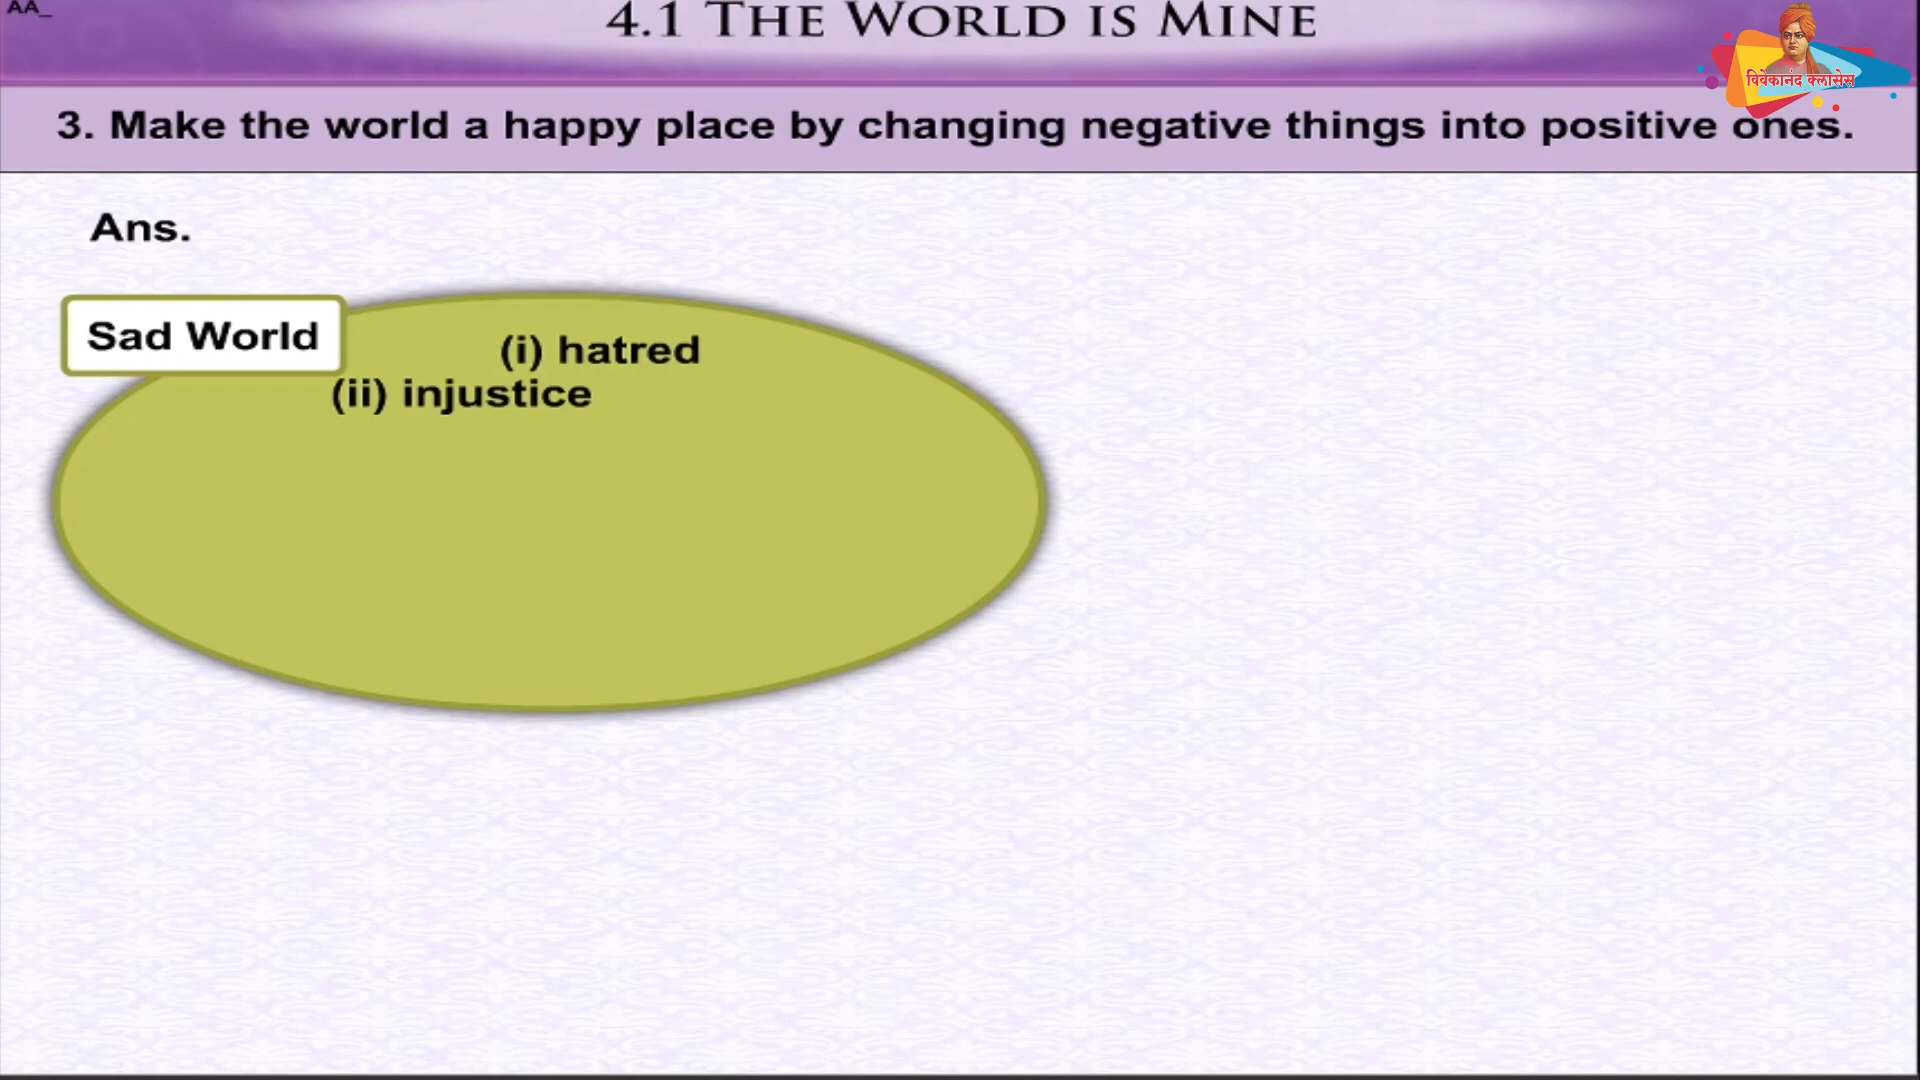 AA_
4.1 THE WORLD IS MINE
विवेकानंद क्लासेस
3. Make the world a happy place by changing negative things into positive ones.
Ans.
Sad World
(i) hatred
(ii) injustice